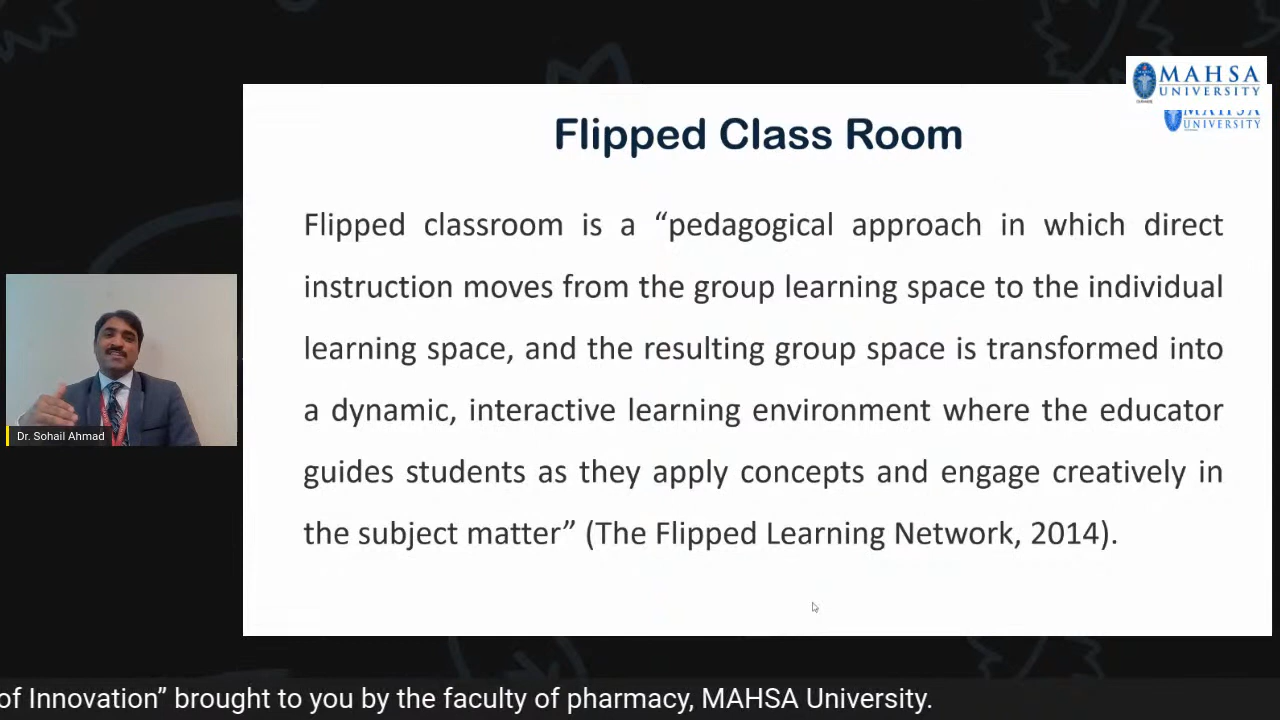 MAHSA
UNIVERSITY
MAHSA
UNIVERSITY
Flipped Class Room
Flipped classroom is a “pedagogical approach in which direct
instruction moves from the group learning space to the individual
learning space, and the resulting group space is transformed into
a dynamic, interactive learning environment where the educator
guides students as they apply concepts and engage creatively in
the subject matter” (The Flipped Learning Network, 2014).
Dr. Sohail Ahmad
of Innovation” brought to you by the faculty of pharmacy, MAHSA University.